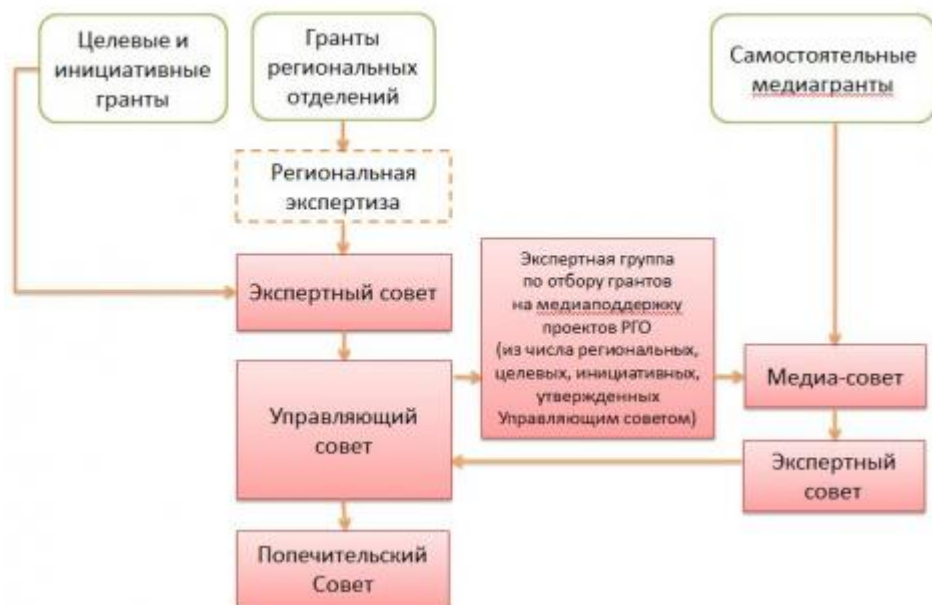 Целевые и
инициативные
гранты
Гранты
региональных
отделений
Самостоятельные
медиагранты
Региональная
экспертиза
Экспертный совет
Экспертная группа
по отбору грантов
на медиаподдержку
проектов РГО
(из числа региональных,
целевых, инициативных,
утвержденных
Управляющим советом)
Медиа-совет
Управляющий
совет
Экспертный
совет
Попечительский
Совет